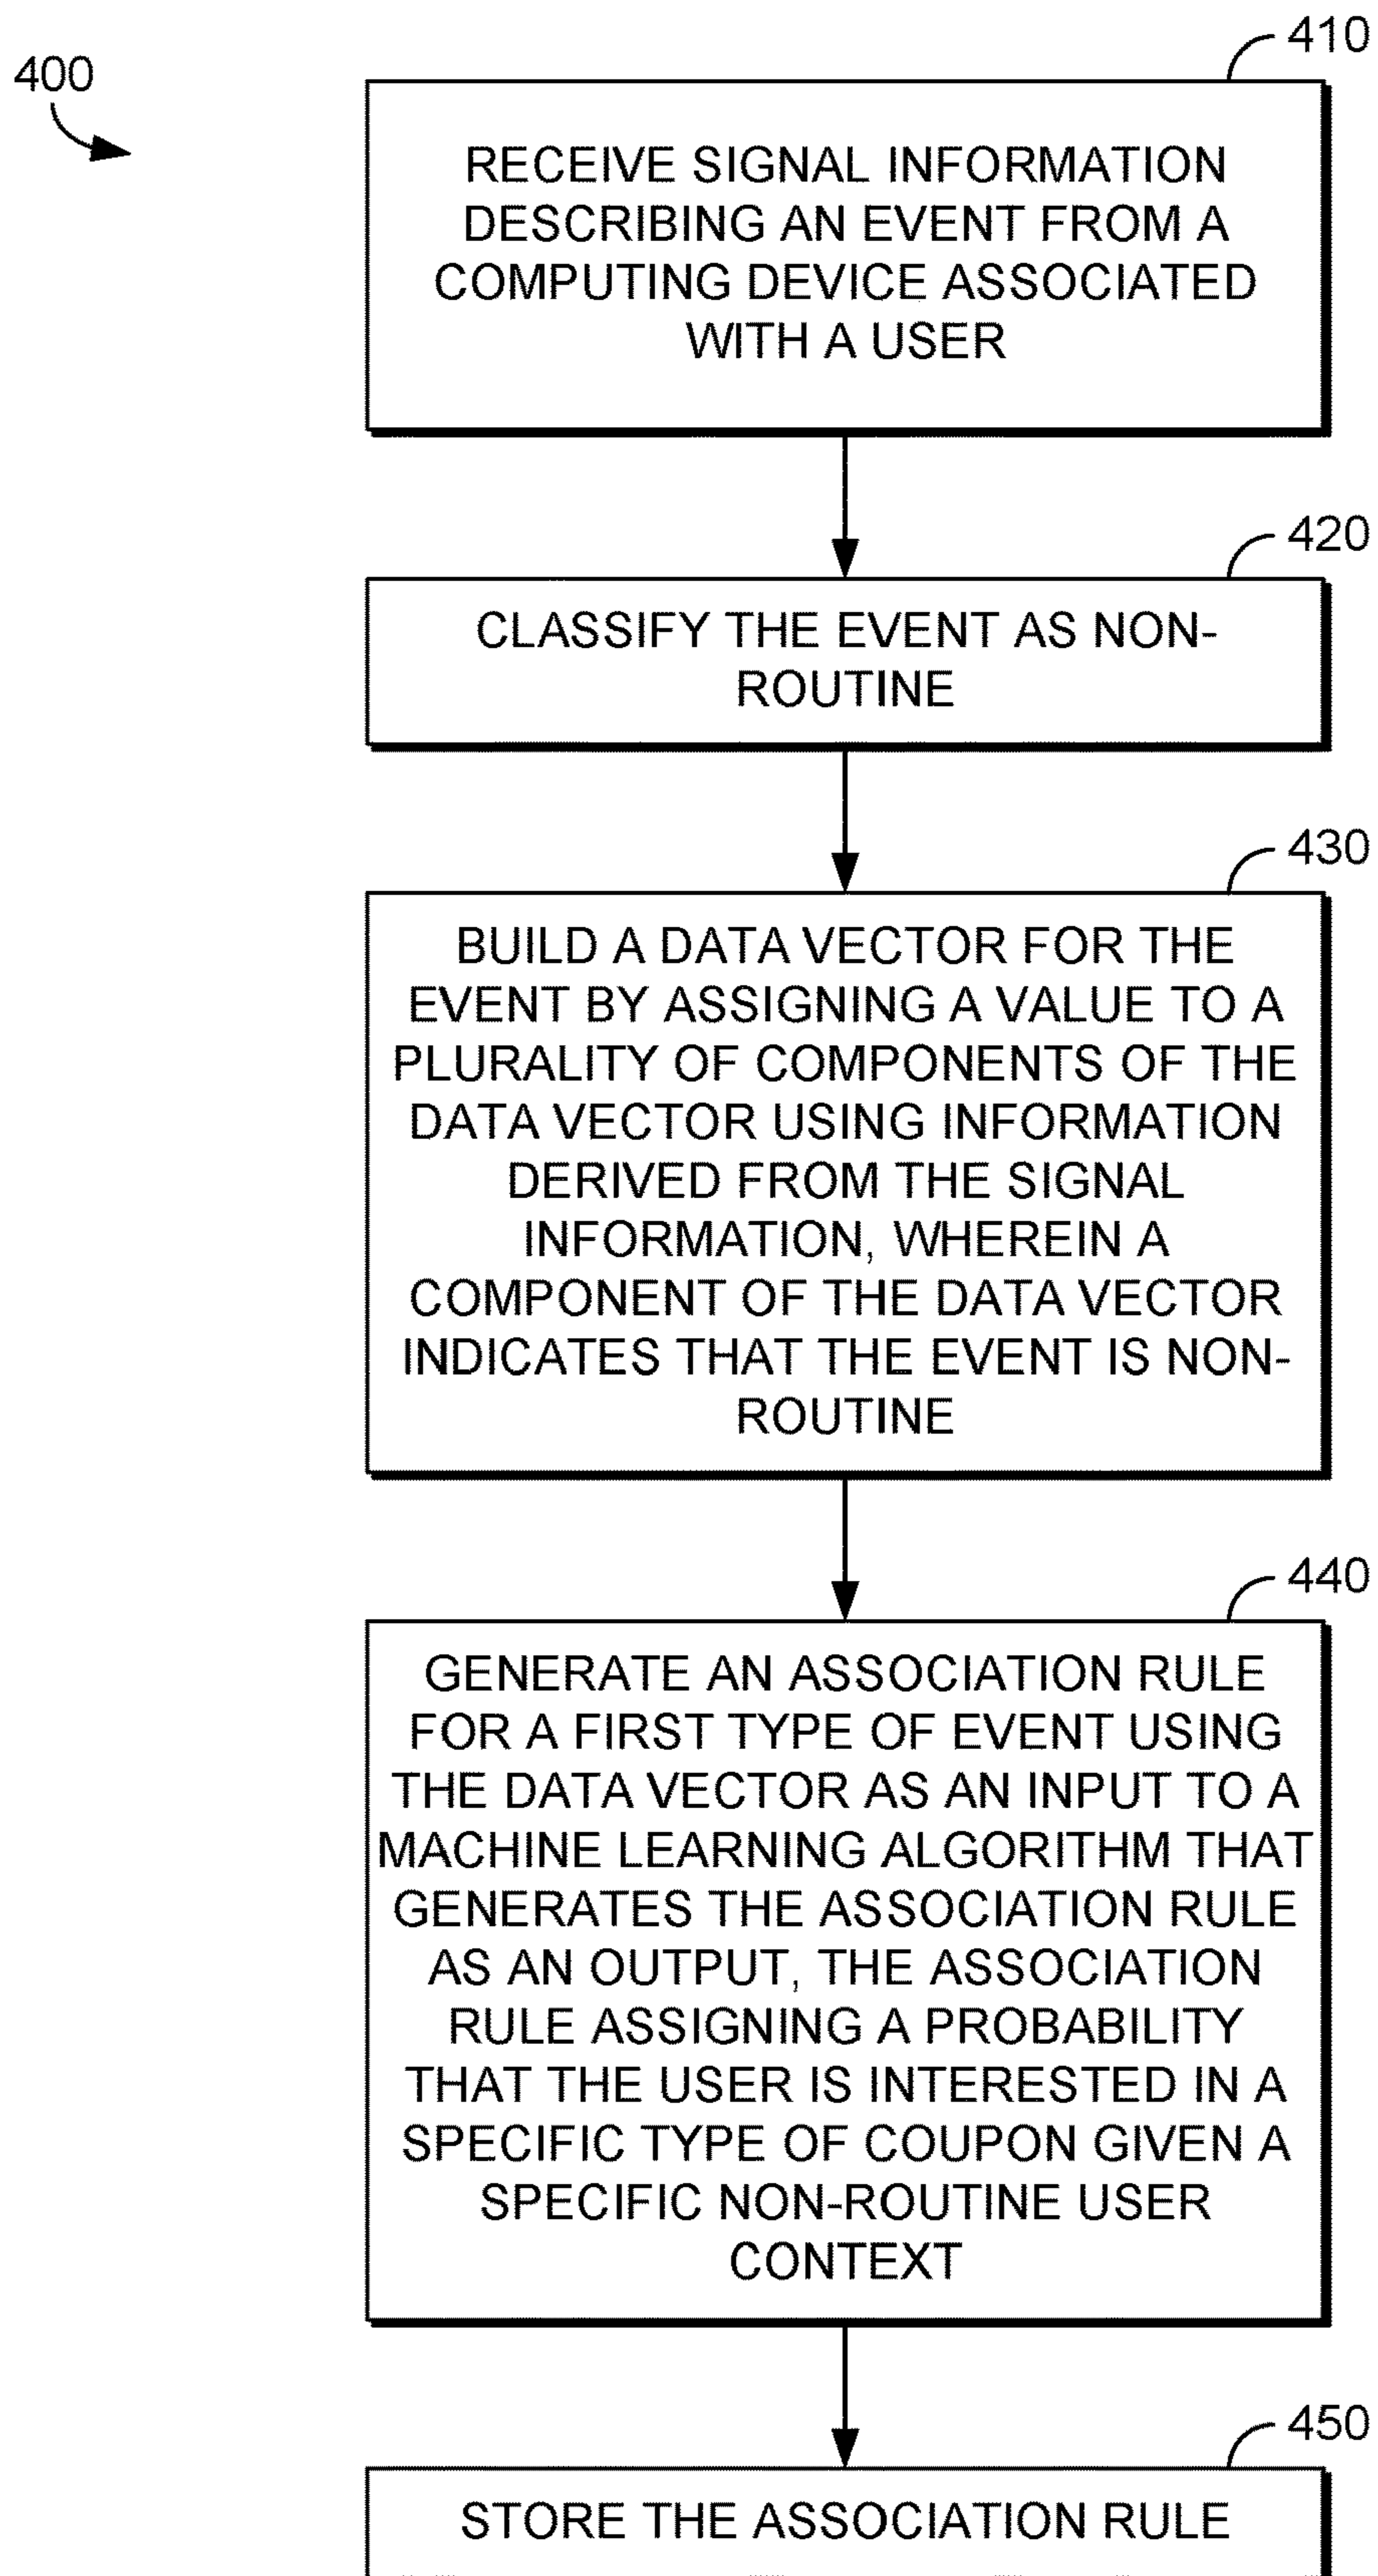 400
410
RECEIVE SIGNAL INFORMATION
DESCRIBING AN EVENT FROM A
COMPUTING DEVICE ASSOCIATED
WITH A USER
420
CLASSIFY THE EVENT AS NON-
ROUTINE
430
BUILD A DATA VECTOR FOR THE
EVENT BY ASSIGNING A VALUE TO A
PLURALITY OF COMPONENTS OF THE
DATA VECTOR USING INFORMATION
DERIVED FROM THE SIGNAL
INFORMATION, WHEREIN A
COMPONENT OF THE DATA VECTOR
INDICATES THAT THE EVENT IS NON-
ROUTINE
440
GENERATE AN ASSOCIATION RULE
FOR A FIRST TYPE OF EVENT USING
THE DATA VECTOR AS AN INPUT TO A
MACHINE LEARNING ALGORITHM THAT
GENERATES THE ASSOCIATION RULE
AS AN OUTPUT, THE ASSOCIATION
RULE ASSIGNING A PROBABILITY
THAT THE USER IS INTERESTED IN A
SPECIFIC TYPE OF COUPON GIVEN A
SPECIFIC NON-ROUTINE USER
CONTEXT
450
STORE THE ASSOCIATION RULE